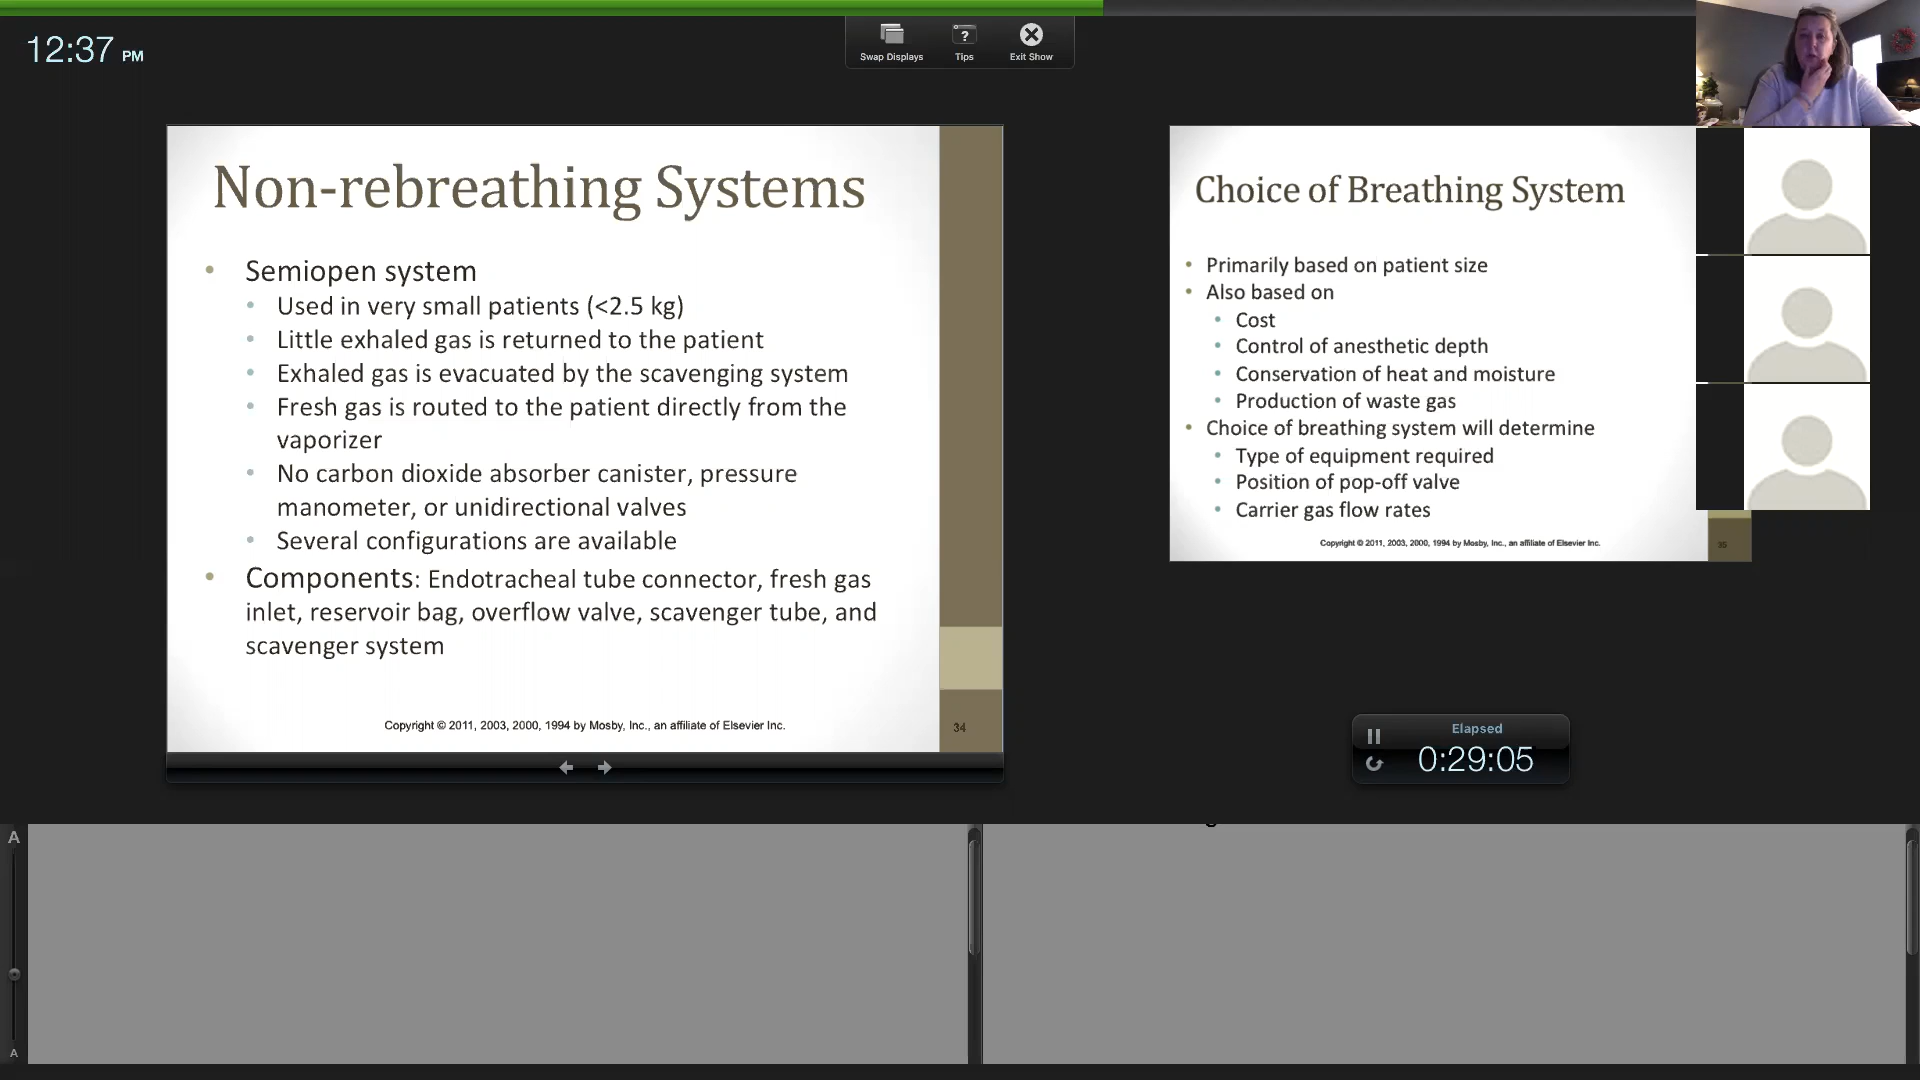 12:37 PM
Swap Displays
Tips
Exit Show
Non-rebreathing Systems
• Semiopen system
• Used in very small patients (<2.5 kg)
• Little exhaled gas is returned to the patient
• Exhaled gas is evacuated by the scavenging system
• Fresh gas is routed to the patient directly from the
vaporizer
• No carbon dioxide absorber canister, pressure
manometer, or unidirectional valves
• Several configurations are available
• Components: Endotracheal tube connector, fresh gas
inlet, reservoir bag, overflow valve, scavenger tube, and
scavenger system
Copyright © 2011, 2003, 2000, 1994 by Mosby, Inc., an affiliate of Elsevier Inc.
34
Choice of Breathing System
• Primarily based on patient size
• Also based on
• Cost
• Control of anesthetic depth
• Conservation of heat and moisture
• Production of waste gas
• Choice of breathing system will determine
• Type of equipment required
• Position of pop-off valve
• Carrier gas flow rates
Copyright © 2011, 2003, 2000, 1994 by Mosby, Inc., an affiliate of Elsevier Inc.
35
Elapsed
0:29:05
A
A